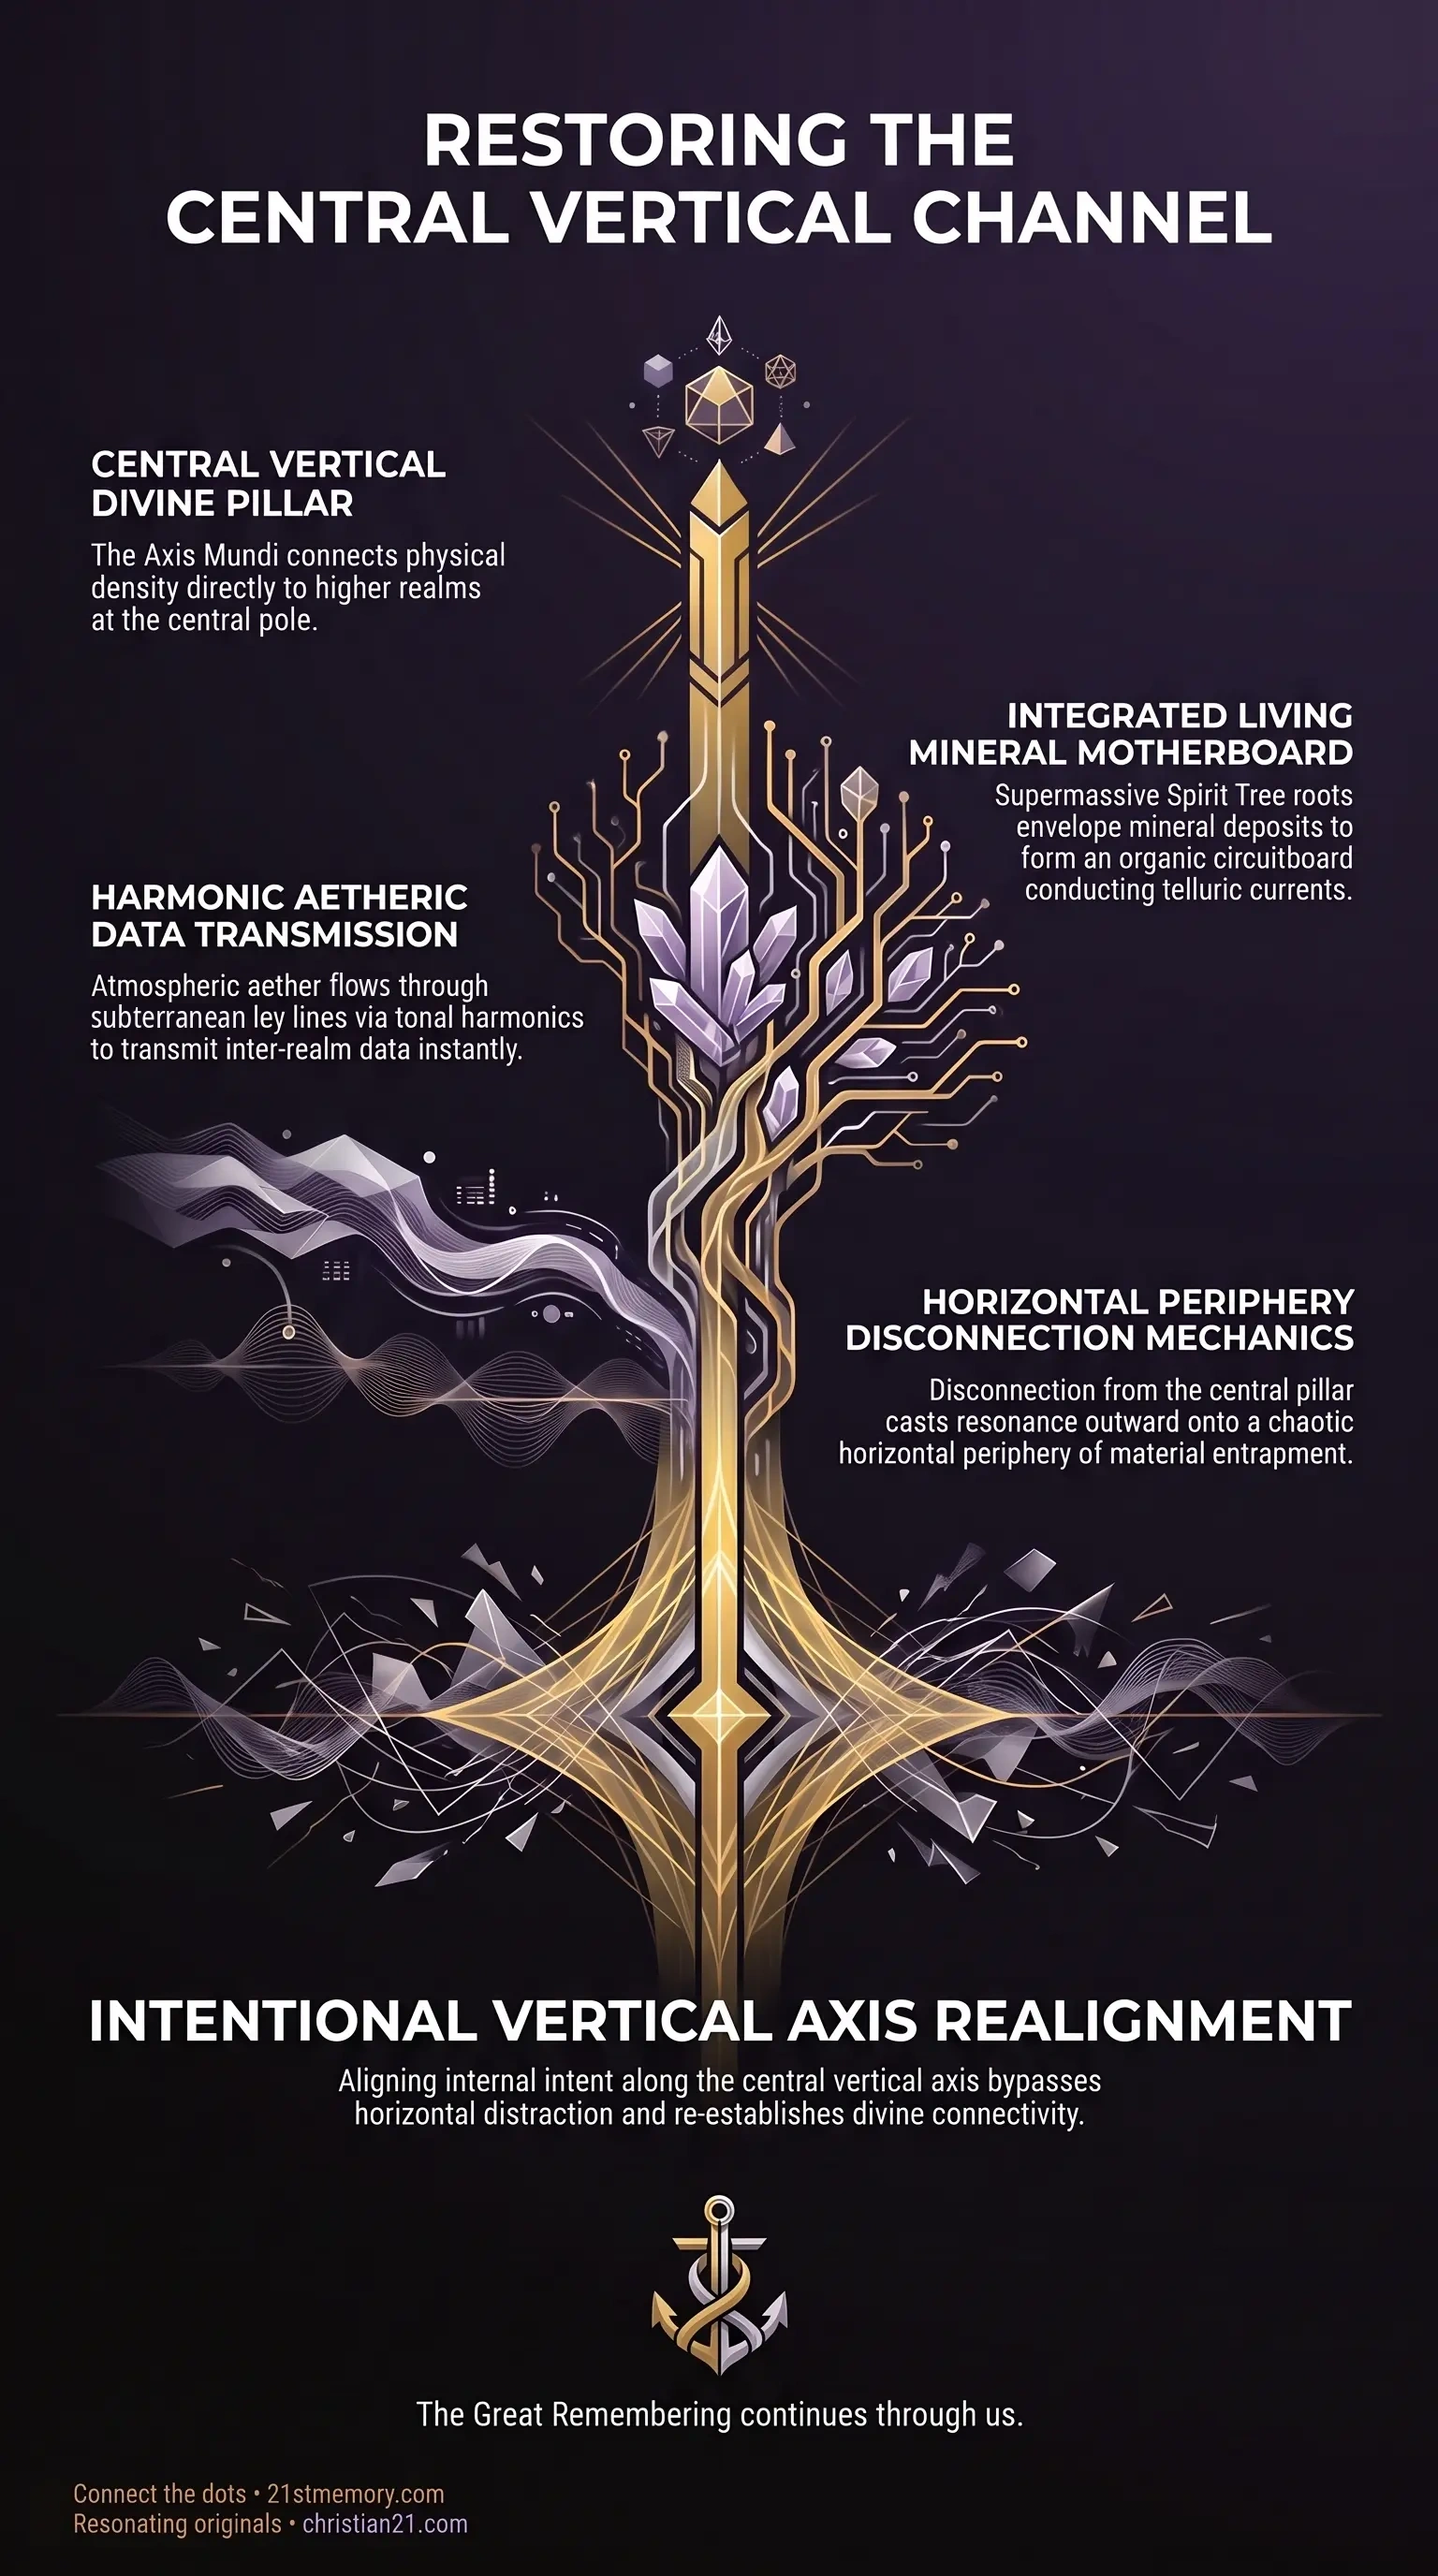 RESTORING THE
CENTRAL VERTICAL CHANNEL
CENTRAL VERTICAL
DIVINE PILLAR
The Axis Mundi connects physical
density directly to higher realms
at the central pole.
INTEGRATED LIVING
MINERAL MOTHERBOARD
Supermassive Spirit Tree roots
envelope mineral deposits to
form an organic circuitboard
conducting telluric currents.
HARMONIC AETHERIC
DATA TRANSMISSION
Atmospheric aether flows through
subterranean ley lines via tonal harmonics
to transmit inter-realm data instantly.
HORIZONTAL PERIPHERY
DISCONNECTION MECHANICS
Disconnection from the central pillar
casts resonance outward onto a chaotic
horizontal periphery of material entrapment.
INTENTIONAL VERTICAL AXIS REALIGNMENT
Aligning internal intent along the central vertical axis bypasses
horizontal distraction and re-establishes divine connectivity.
The Great Remembering continues through us.
Connect the dots • 21stmemory.com
Resonating originals • christian21.com